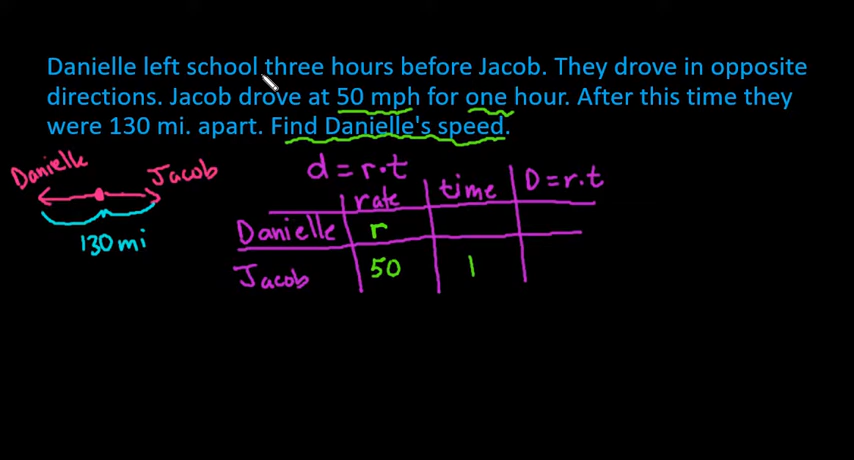 Danielle left school three hours before Jacob. They drove in opposite
directions. Jacob drove at 50 mph for one hour. After this time they
were 130 mi. apart. Find Danielle's speed.
Danielle Jacob
130 mi
d = r·t
rate time D = r·t
Danielle r
Jacob 50 1